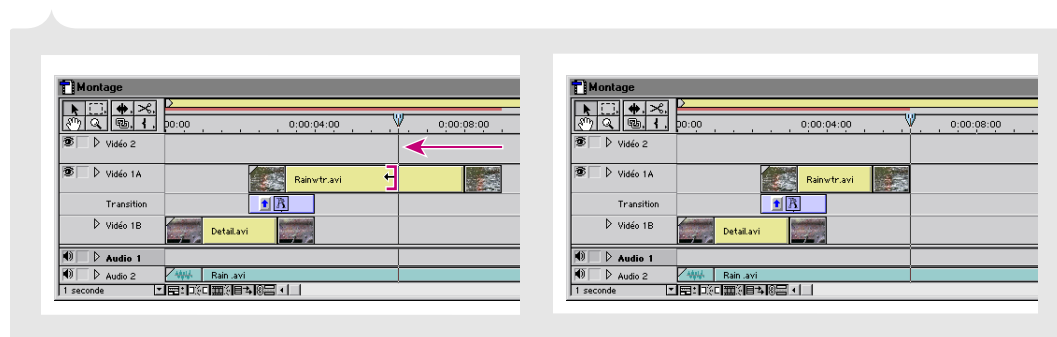 Montage
00:00 0:00:04:00 0:00:08:00
Vidéo 2
Vidéo 1A Rainwtr.avi
Transition
Vidéo 1B Detail.avi
Audio 1
Audio 2 Rain .avi
1 seconde
Montage
00:00 0:00:04:00 0:00:08:00
Vidéo 2
Vidéo 1A Rainwtr.avi
Transition
Vidéo 1B Detail.avi
Audio 1
Audio 2 Rain .avi
1 seconde